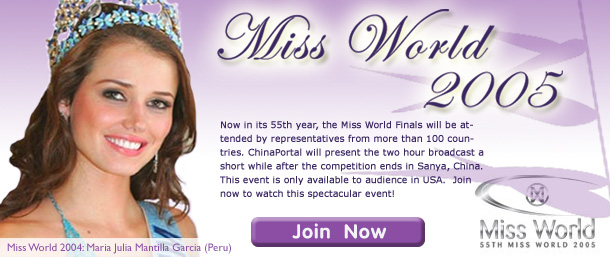 Miss World
2005
Now in its 55th year, the Miss World Finals will be at-
tended by representatives from more than 100 coun-
tries. ChinaPortal will present the two hour broadcast a
short while after the competition ends in Sanya, China.
This event is only available to audience in USA.  Join
now to watch this spectacular event!
Join Now
Miss World
55TH MISS WORLD 2005
Miss World 2004: Maria Julia Mantilla Garcia (Peru)